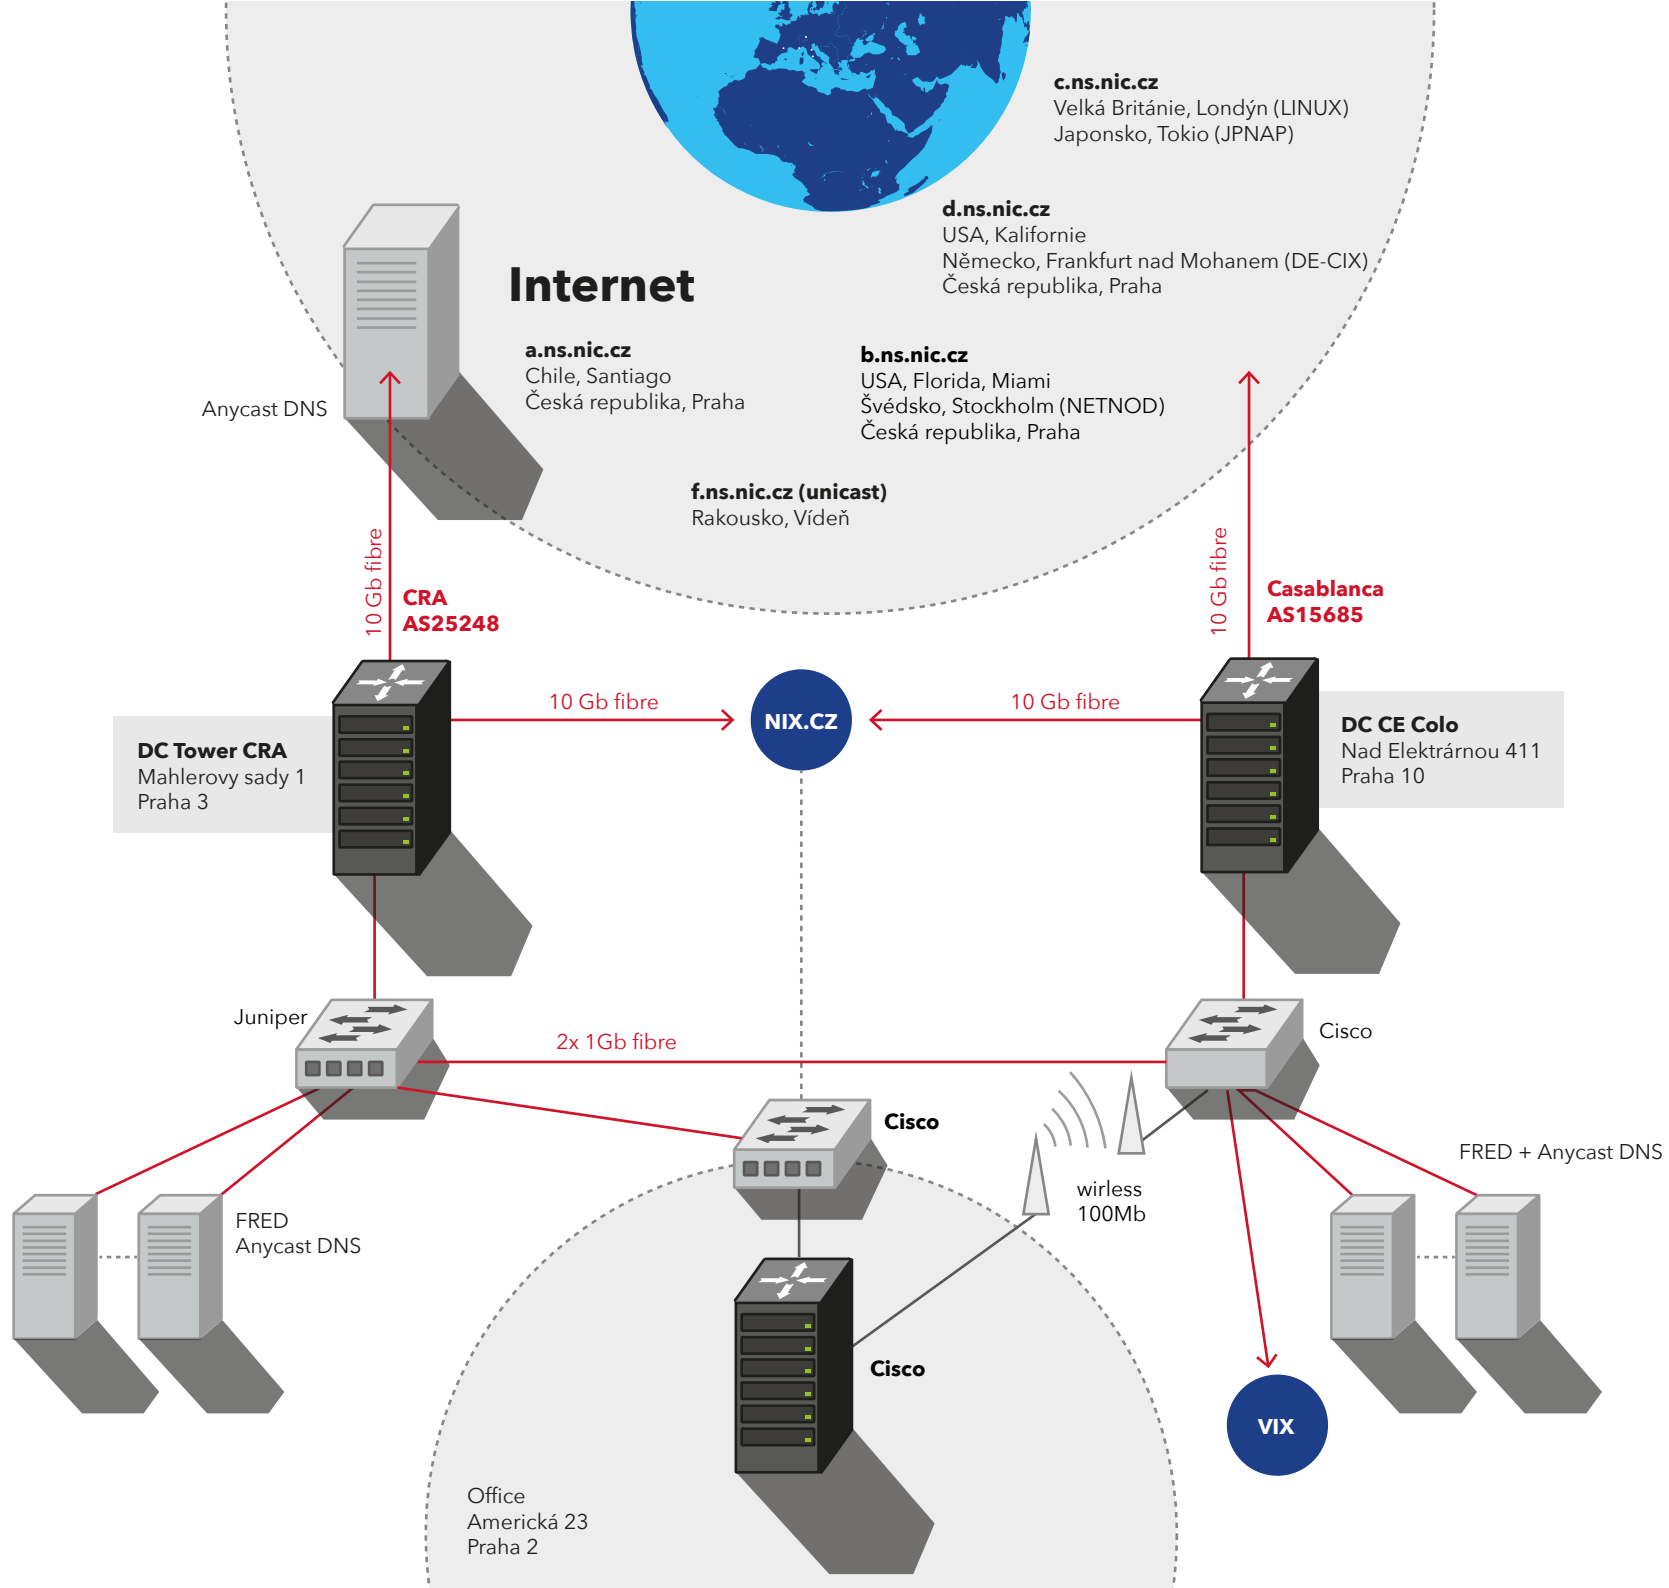 c.ns.nic.cz
Velká Británie, Londýn (LINUX)
Japonsko, Tokio (JPNAP)
d.ns.nic.cz
USA, Kalifornie
Německo, Frankfurt nad Mohanem (DE-CIX)
Česká republika, Praha
Internet
a.ns.nic.cz
Chile, Santiago
Česká republika, Praha
b.ns.nic.cz
USA, Florida, Miami
Švédsko, Stockholm (NETNOD)
Česká republika, Praha
Anycast DNS
f.ns.nic.cz (unicast)
Rakousko, Vídeň
10 Gb fibre
CRA
AS25248
10 Gb fibre
Casablanca
AS15685
10 Gb fibre
NIX.CZ
10 Gb fibre
DC Tower CRA
Mahlerovy sady 1
Praha 3
DC CE Colo
Nad Elektrárnou 411
Praha 10
Juniper
2x 1Gb fibre
Cisco
Cisco
wirless
100Mb
FRED + Anycast DNS
FRED
Anycast DNS
Cisco
VIX
Office
Americká 23
Praha 2